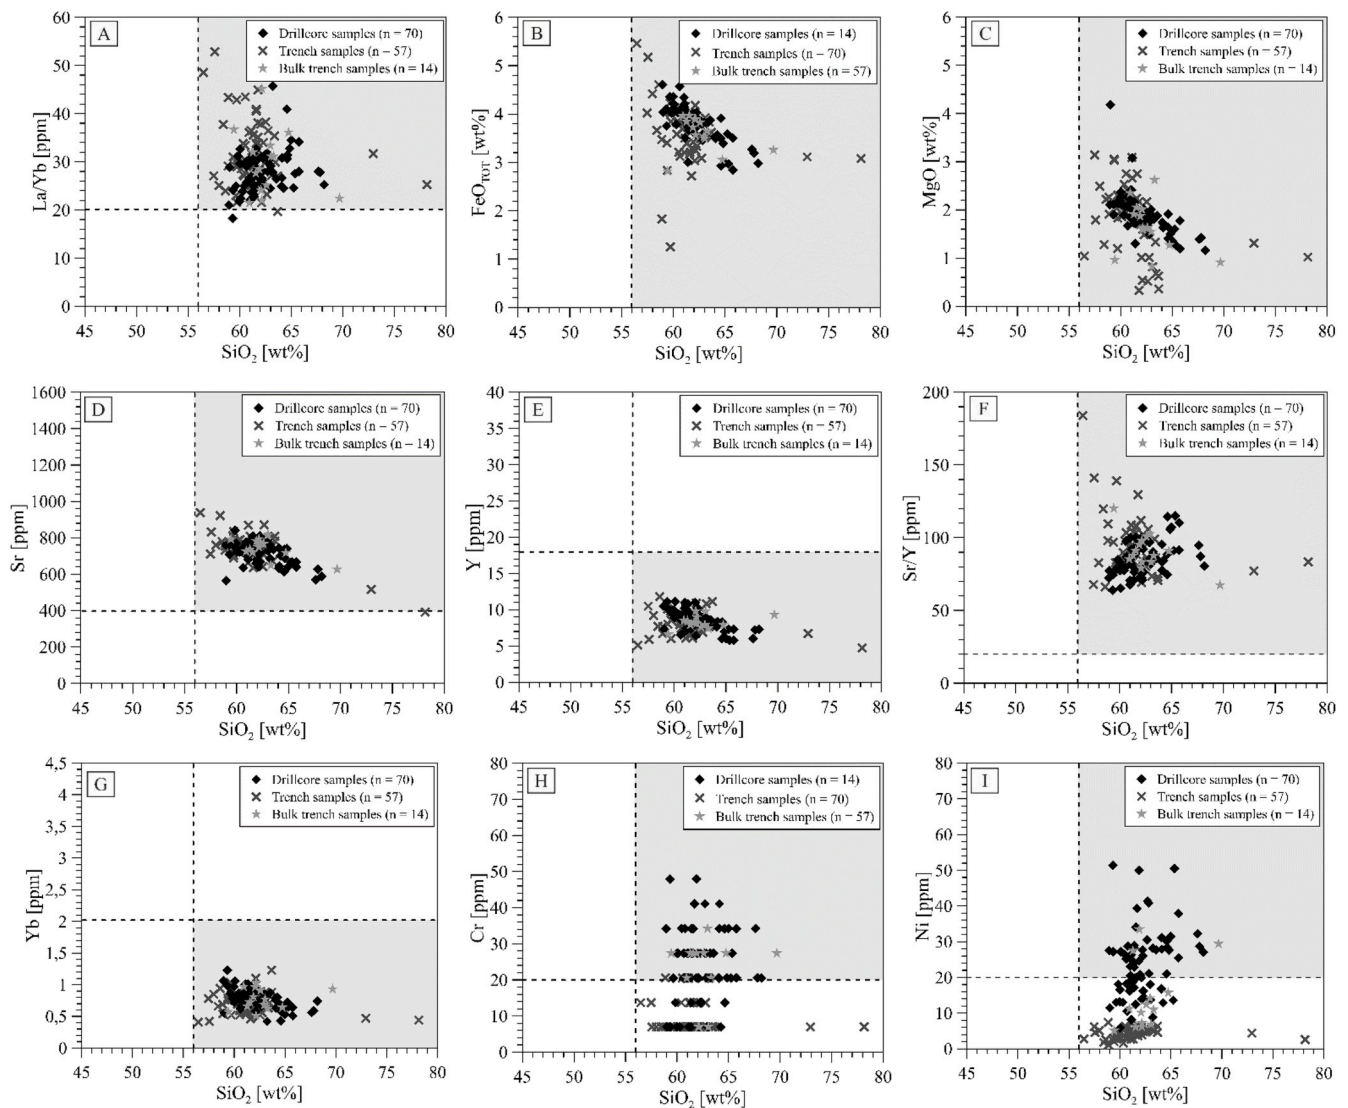 A
Drillcore samples (n = 70)
Trench samples (n – 57)
Bulk trench samples (n = 14)
60
50
40
30
20
10
0
La/Yb [ppm]
45 50 55 60 65 70 75 80
SiO₂ [wt%]
B
Drillcore samples (n = 14)
Trench samples (n – 70)
Bulk trench samples (n = 57)
6
5
4
3
2
1
0
FeO_TOT [wt%]
45 50 55 60 65 70 75 80
SiO₂ [wt%]
C
Drillcore samples (n = 70)
Trench samples (n = 57)
Bulk trench samples (n = 14)
6
5
4
3
2
1
0
MgO [wt%]
45 50 55 60 65 70 75 80
SiO₂ [wt%]
D
Drillcore samples (n = 70)
Trench samples (n – 57)
Bulk trench samples (n – 14)
1600
1400
1200
1000
800
600
400
200
0
Sr [ppm]
45 50 55 60 65 70 75 80
SiO₂ [wt%]
E
Drillcore samples (n = 70)
Trench samples (n = 57)
Bulk trench samples (n = 14)
40
35
30
25
20
15
10
5
0
Y [ppm]
45 50 55 60 65 70 75 80
SiO₂ [wt%]
F
Drillcore samples (n – 70)
Trench samples (n = 57)
Bulk trench samples (n = 14)
200
150
100
50
0
Sr/Y [ppm]
45 50 55 60 65 70 75 80
SiO₂ [wt%]
G
Drillcore samples (n = 70)
Trench samples (n = 57)
Bulk trench samples (n = 14)
4,5
4
3,5
3
2,5
2
1,5
1
0,5
0
Yb [ppm]
45 50 55 60 65 70 75 80
SiO₂ [wt%]
H
Drillcore samples (n = 14)
Trench samples (n = 70)
Bulk trench samples (n = 57)
80
70
60
50
40
30
20
10
0
Cr [ppm]
45 50 55 60 65 70 75 80
SiO₂ [wt%]
I
Drillcore samples (n = 70)
Trench samples (n = 57)
Bulk trench samples (n = 14)
80
70
60
50
40
30
20
10
0
Ni [ppm]
45 50 55 60 65 70 75 80
SiO₂ [wt%]